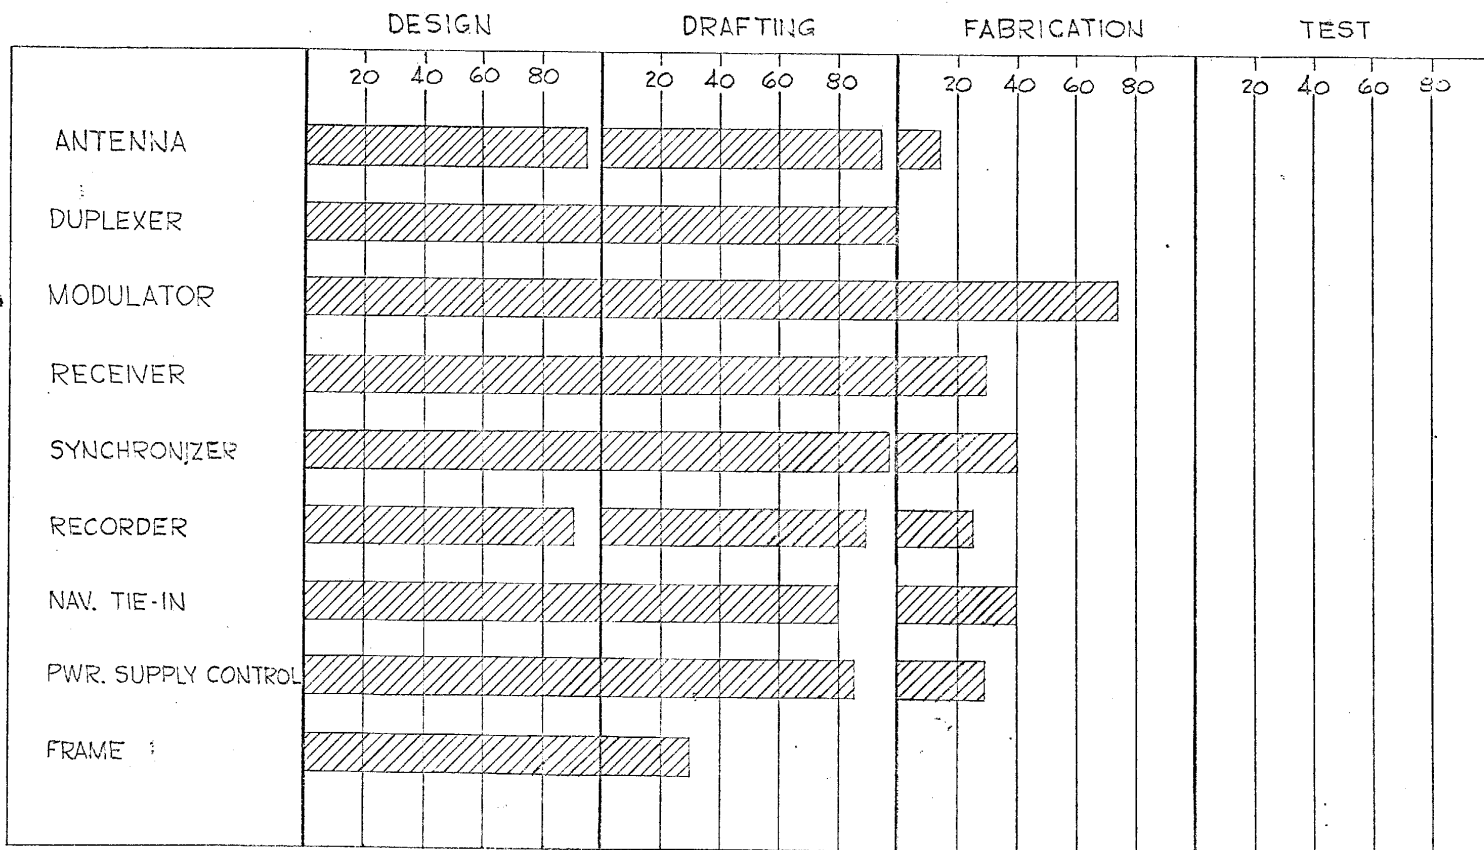 DESIGN DRAFTING FABRICATION TEST
20 40 60 80 20 40 60 80 20 40 60 80 20 40 60 80
ANTENNA
DUPLEXER
MODULATOR
RECEIVER
SYNCHRONIZER
RECORDER
NAV. TIE-IN
PWR. SUPPLY CONTROL
FRAME